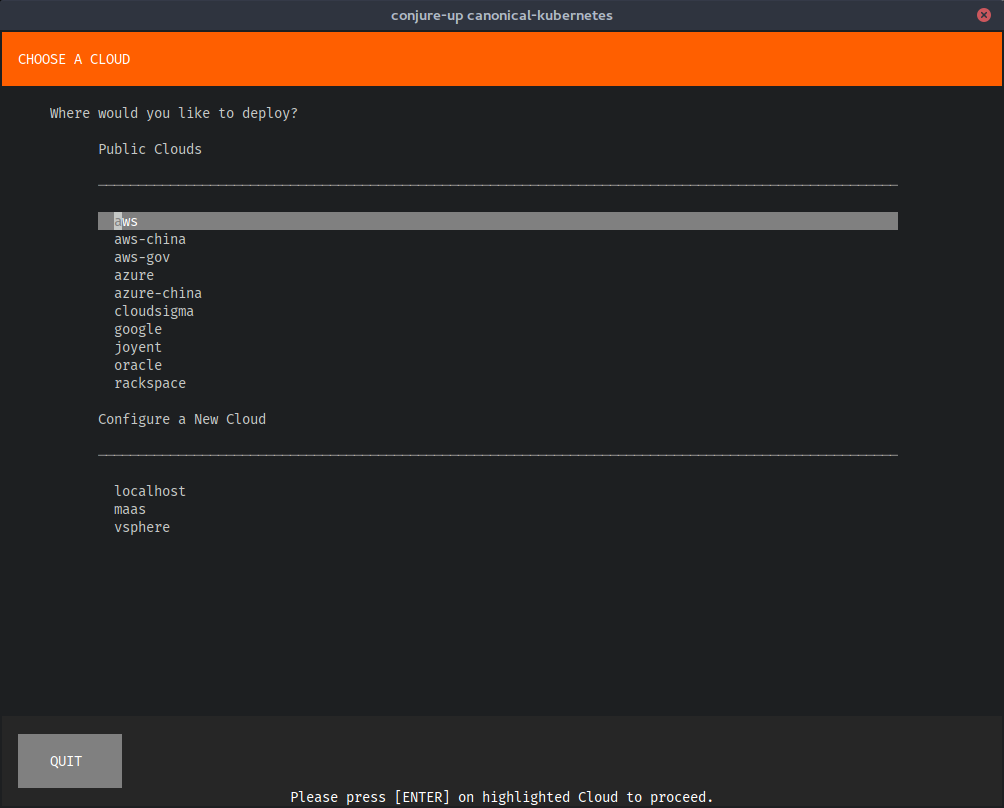 conjure-up canonical-kubernetes
CHOOSE A CLOUD
Where would you like to deploy?
Public Clouds
aws
aws-china
aws-gov
azure
azure-china
cloudsigma
google
joyent
oracle
rackspace
Configure a New Cloud
localhost
maas
vsphere
QUIT
Please press [ENTER] on highlighted Cloud to proceed.